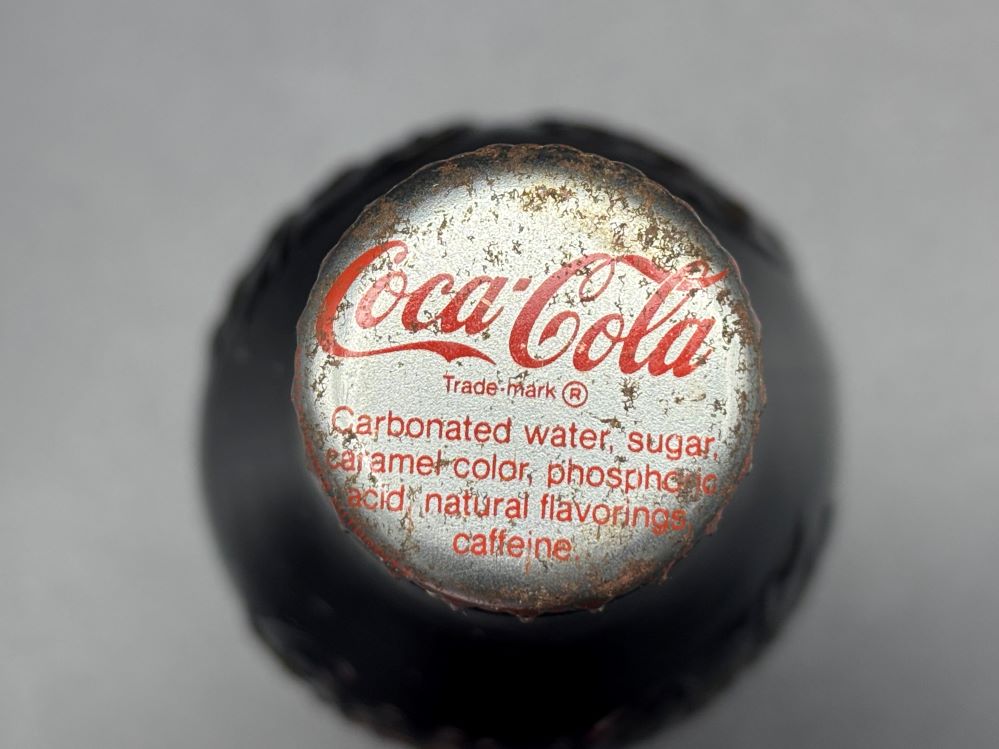 Coca-Cola
Trade-mark ®
Carbonated water, sugar,
caramel color, phosphoric
acid, natural flavorings,
caffeine.